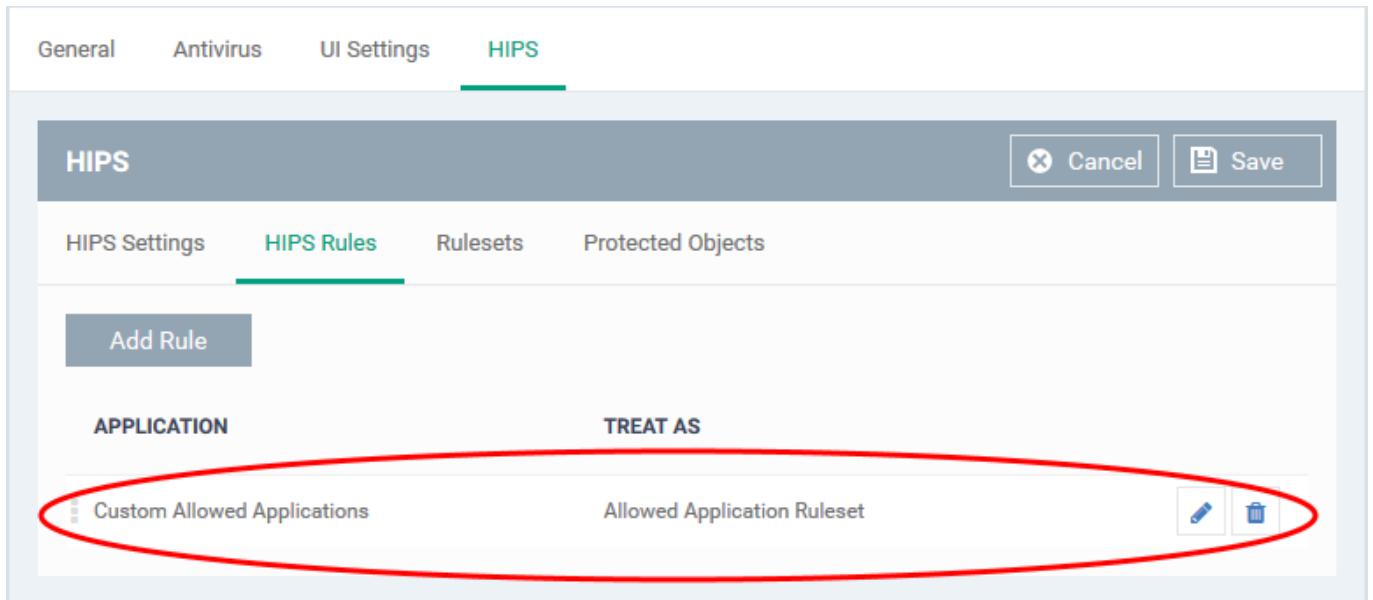 General Antivirus UI Settings HIPS
HIPS Cancel Save
HIPS Settings HIPS Rules Rulesets Protected Objects
Add Rule
APPLICATION TREAT AS
Custom Allowed Applications Allowed Application Ruleset